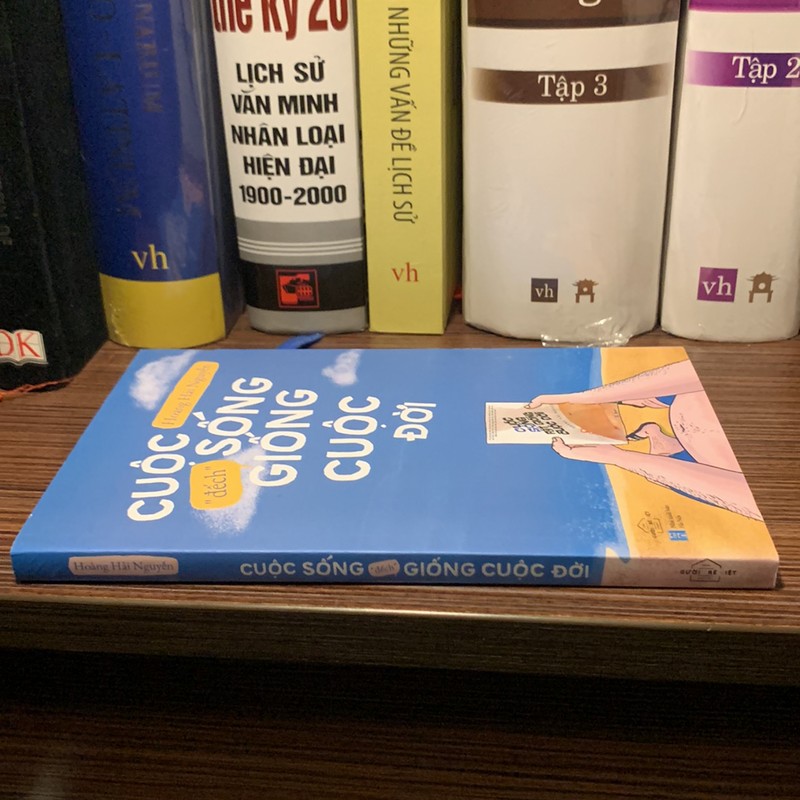 thế kỷ 20
LỊCH SỬ
VĂN MINH
NHÂN LOẠI
HIỆN ĐẠI
1900-2000
NHỮNG VẤN ĐỀ LỊCH SỬ
vh
vh
Tập 3
vh
Tập 2
vh
DK
Hoàng Hải Nguyễn
CUỘC
SỐNG
"đếch"
GIỐNG
CUỘC
ĐỜI
Hoàng Hải Nguyễn
CUỘC SỐNG "đếch" GIỐNG CUỘC ĐỜI